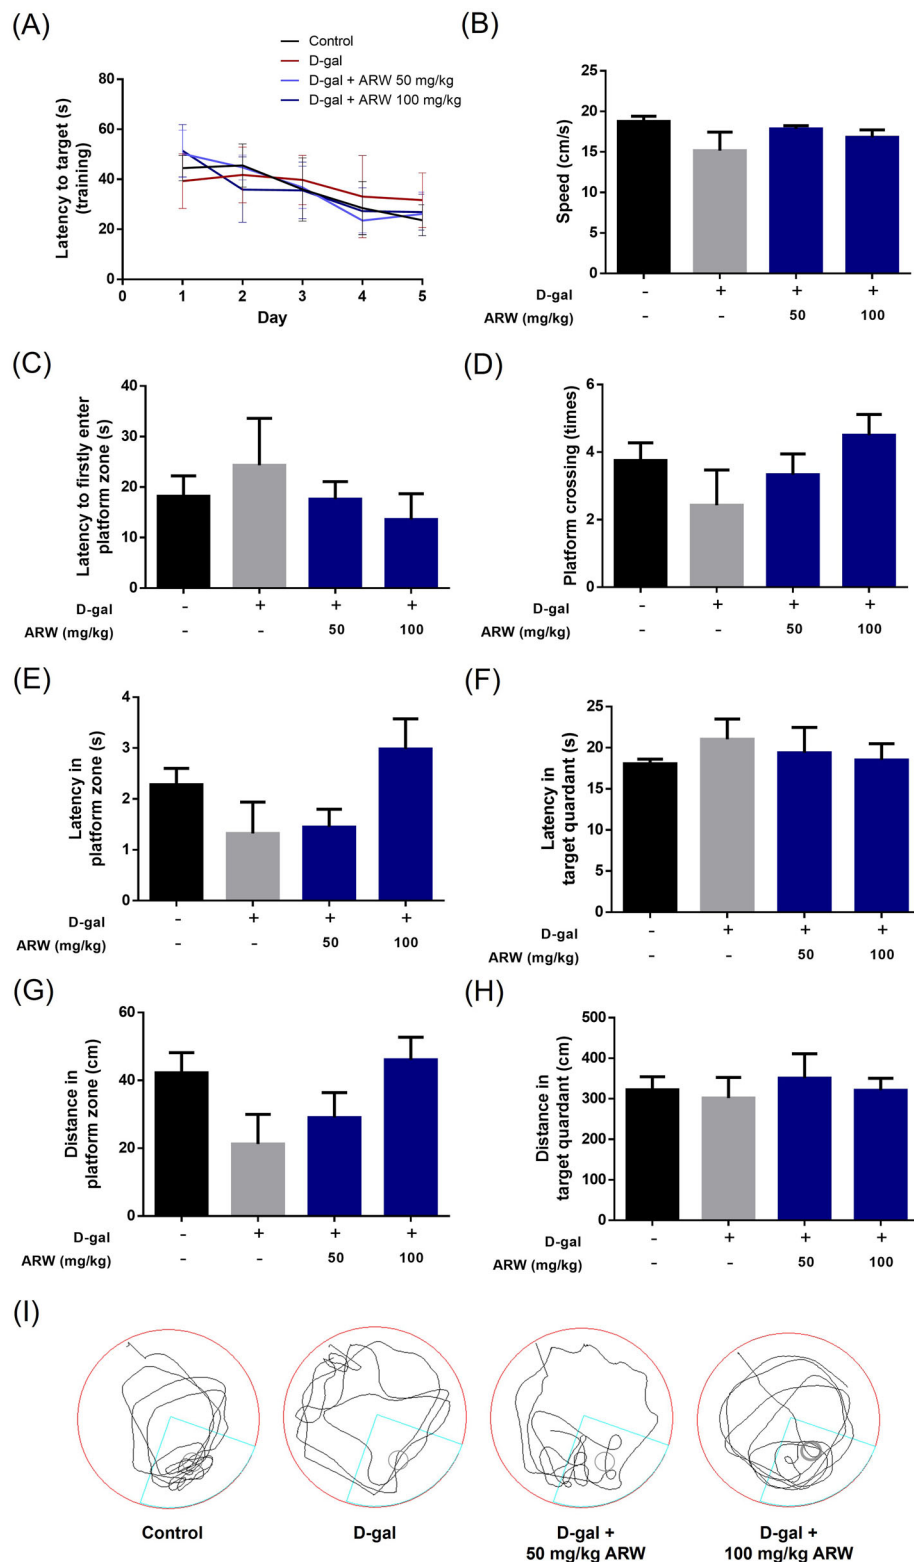 (A)
Control
D-gal
D-gal + ARW 50 mg/kg
D-gal + ARW 100 mg/kg
Latency to target (s)
(training)
80
60
40
20
0
0 1 2 3 4 5
Day
(B)
Speed (cm/s)
25
20
15
10
5
0
D-gal - + + +
ARW (mg/kg) - - 50 100
(C)
Latency to firstly enter
platform zone (s)
40
30
20
10
0
D-gal - + + +
ARW (mg/kg) - - 50 100
(D)
Platform crossing (times)
6
4
2
0
D-gal - + + +
ARW (mg/kg) - - 50 100
(E)
Latency in
platform zone (s)
4
3
2
1
0
D-gal - + + +
ARW (mg/kg) - - 50 100
(F)
Latency in
target quardant (s)
25
20
15
10
5
0
D-gal - + + +
ARW (mg/kg) - - 50 100
(G)
Distance in
platform zone (cm)
60
40
20
0
D-gal - + + +
ARW (mg/kg) - - 50 100
(H)
Distance in
target quardant (cm)
500
400
300
200
100
0
D-gal - + + +
ARW (mg/kg) - - 50 100
(I)
Control
D-gal
D-gal +
50 mg/kg ARW
D-gal +
100 mg/kg ARW